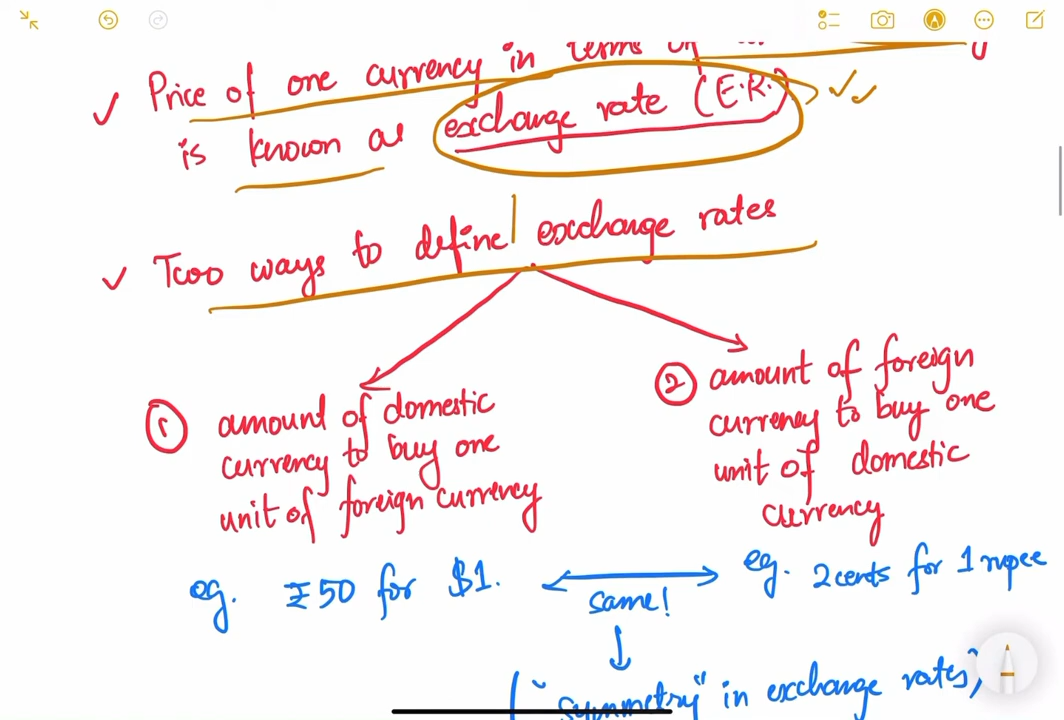 ✓ Price of one currency in terms of
is known as exchange rate (E.R.) ✓✓
✓ Two ways to define exchange rates
① amount of domestic
currency to buy one
unit of foreign currency
② amount of foreign
currency to buy one
unit of domestic
currency
eg. ₹50 for $1.
same!
eg. 2 cents for 1 rupee
("symmetry" in exchange rates)